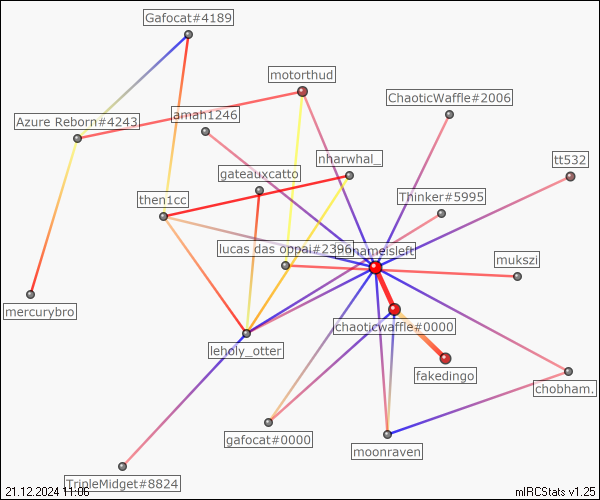 Gafocat#4189
motorthud
ChaoticWaffle#2006
Azure Reborn#4243
amah1246
nharwhal_
tt532
gateauxcatto
then1cc
Thinker#5995
lucas das oppai#2396
nameisleft
mukszi
mercurybro
chaoticwaffle#0000
leholy_otter
fakedingo
chobham.
gafocat#0000
moonraven
TripleMidget#8824
21.12.2024 11:06
mIRCStats v1.25